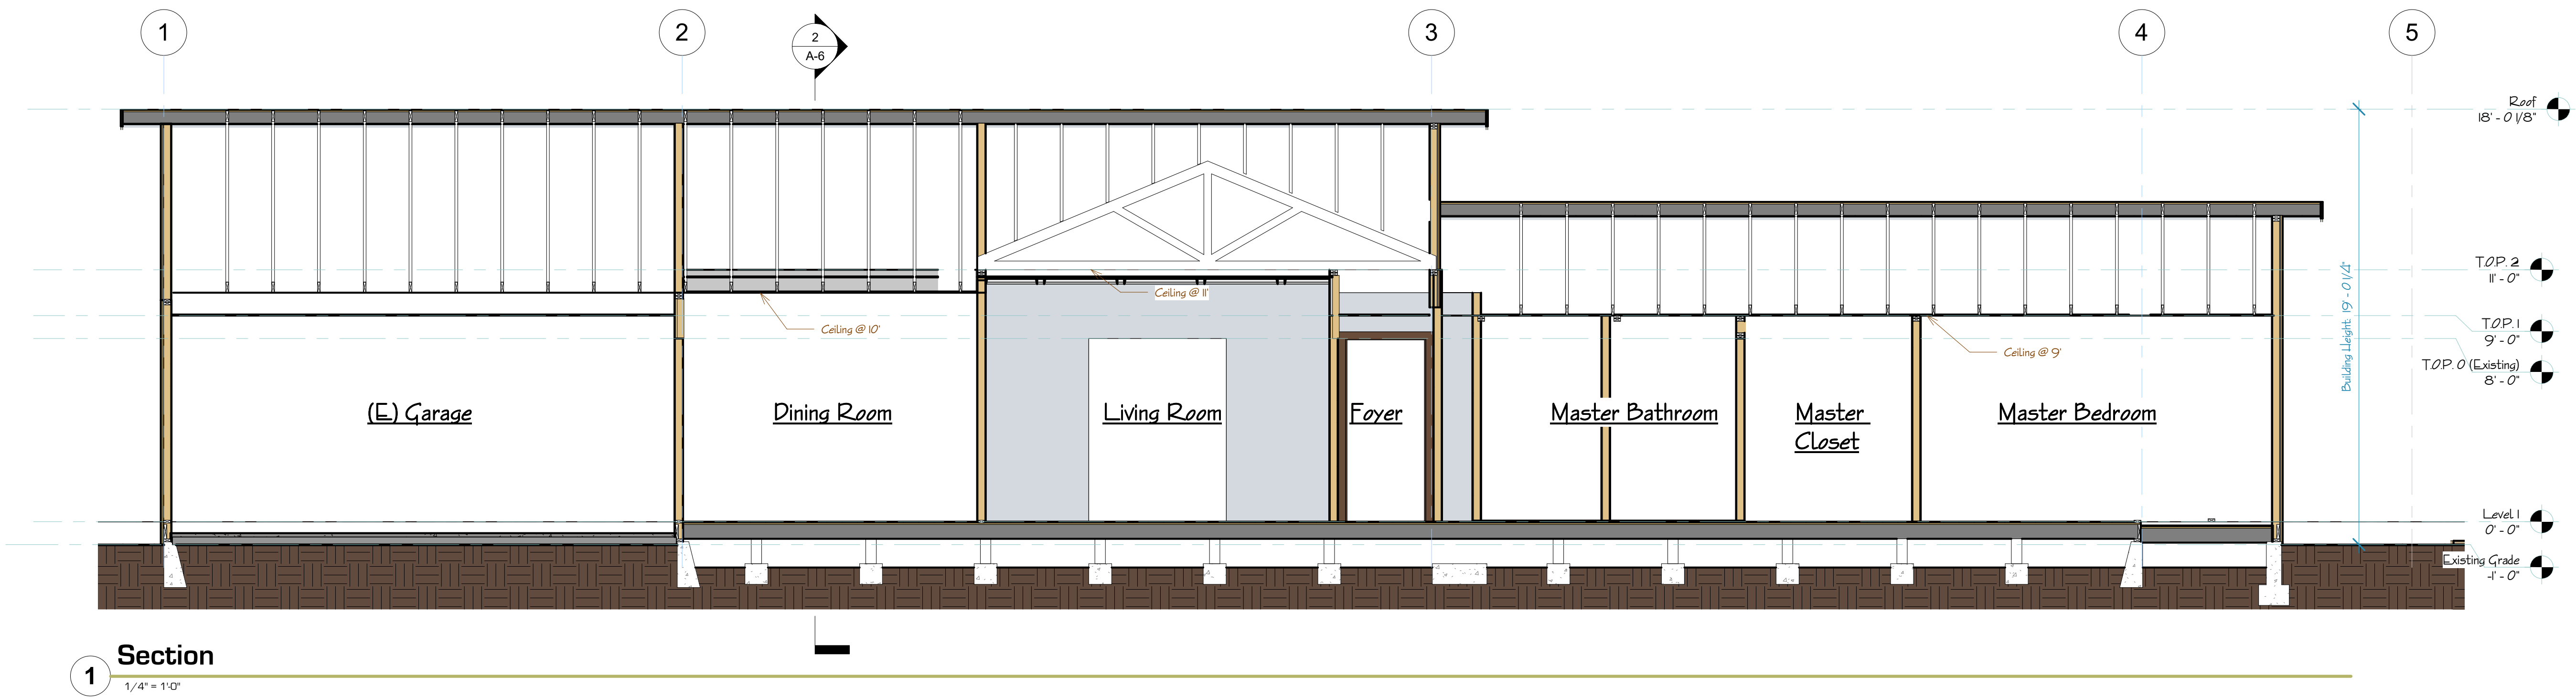 1
2
2
A-6
3
4
5
Roof
18' - 0 1/8"
T.O.P. 2
11' - 0"
Ceiling @ 11'
Ceiling @ 10'
T.O.P. 1
9' - 0"
Ceiling @ 9'
T.O.P. 0 (Existing)
8' - 0"
Building Height: 19' - 0 1/4"
(E) Garage
Dining Room
Living Room
Foyer
Master Bathroom
Master
Closet
Master Bedroom
Level 1
0' - 0"
Existing Grade
-1' - 0"
1
Section
1/4" = 1'-0"